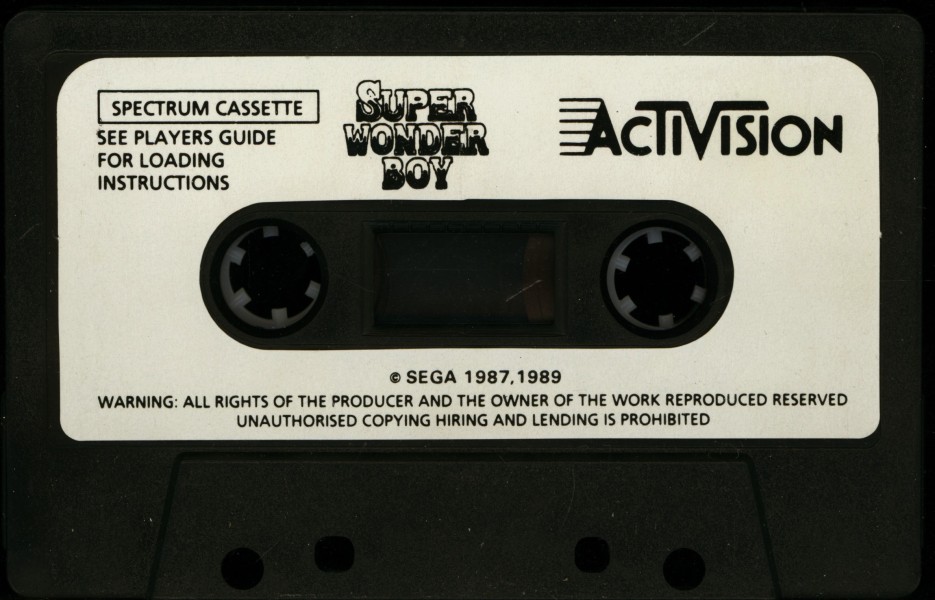 SPECTRUM CASSETTE
SEE PLAYERS GUIDE
FOR LOADING
INSTRUCTIONS
SUPER
WONDER
BOY
ACTIVISION
© SEGA 1987,1989
WARNING: ALL RIGHTS OF THE PRODUCER AND THE OWNER OF THE WORK REPRODUCED RESERVED
UNAUTHORISED COPYING HIRING AND LENDING IS PROHIBITED